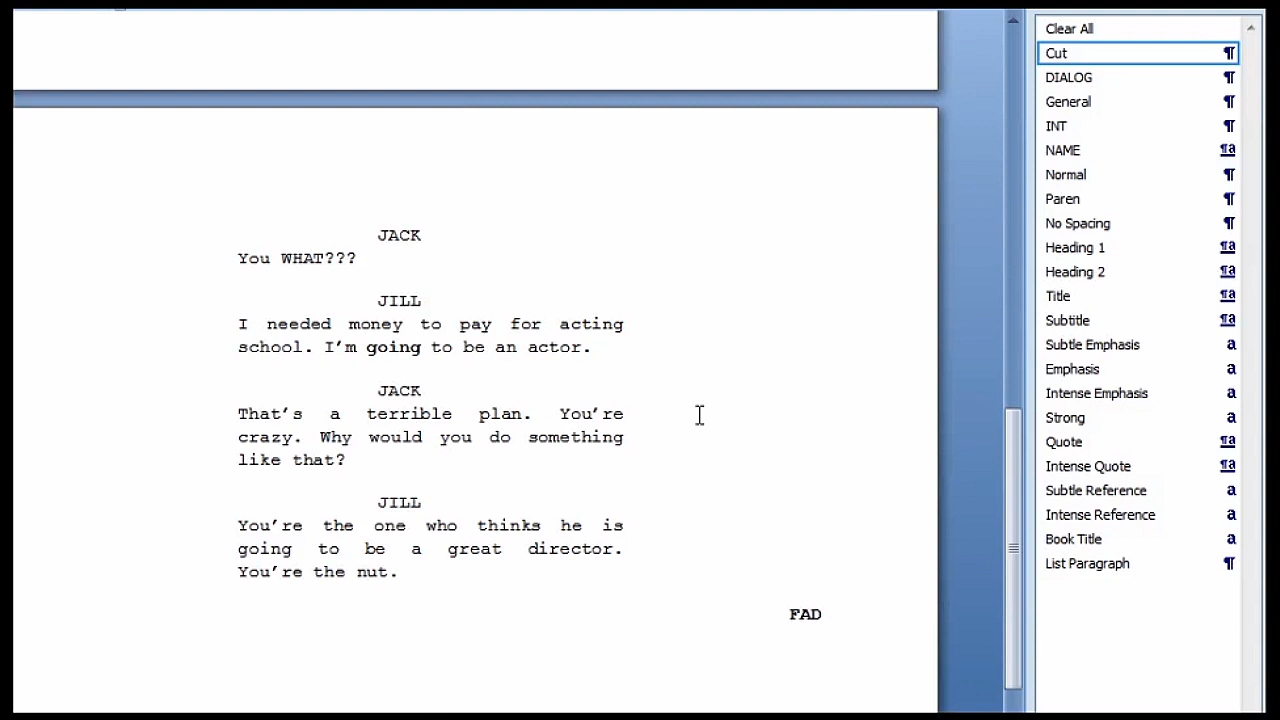 JACK
You WHAT???
JILL
I needed money to pay for acting
school. I'm going to be an actor.
JACK
That's a terrible plan. You're
crazy. Why would you do something
like that?
JILL
You're the one who thinks he is
going to be a great director.
You're the nut.
FAD
Clear All
Cut ¶
DIALOG ¶
General ¶
INT ¶
NAME ¶a
Normal ¶
Paren ¶
No Spacing ¶
Heading 1 ¶a
Heading 2 ¶a
Title ¶a
Subtitle ¶a
Subtle Emphasis a
Emphasis a
Intense Emphasis a
Strong a
Quote ¶a
Intense Quote ¶a
Subtle Reference a
Intense Reference a
Book Title a
List Paragraph ¶